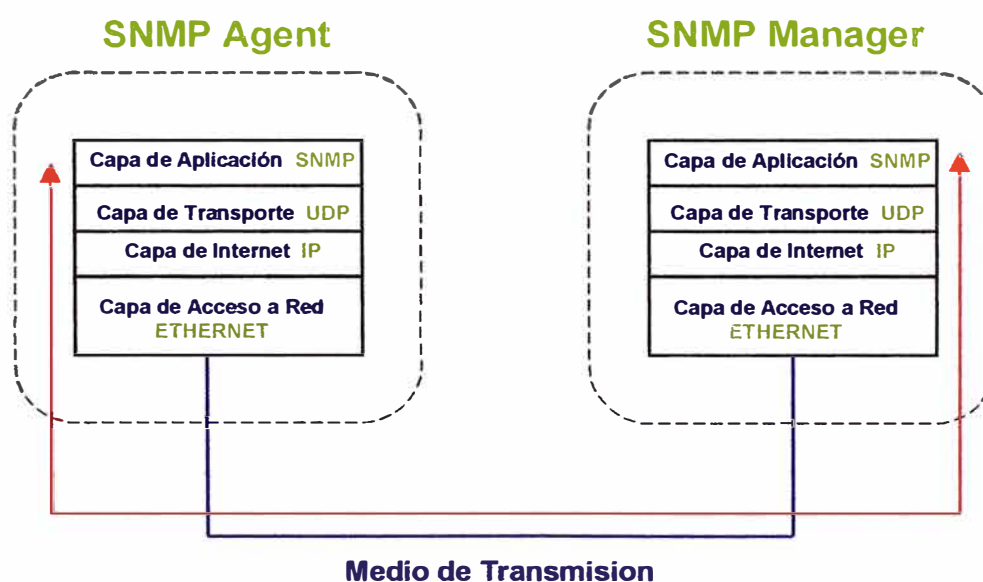 SNMP Agent
SNMP Manager
Capa de Aplicación SNMP
Capa de Transporte UDP
Capa de Internet IP
Capa de Acceso a Red
ETHERNET
Capa de Aplicación SNMP
Capa de Transporte UDP
Capa de Internet IP
Capa de Acceso a Red
ETHERNET
Medio de Transmision